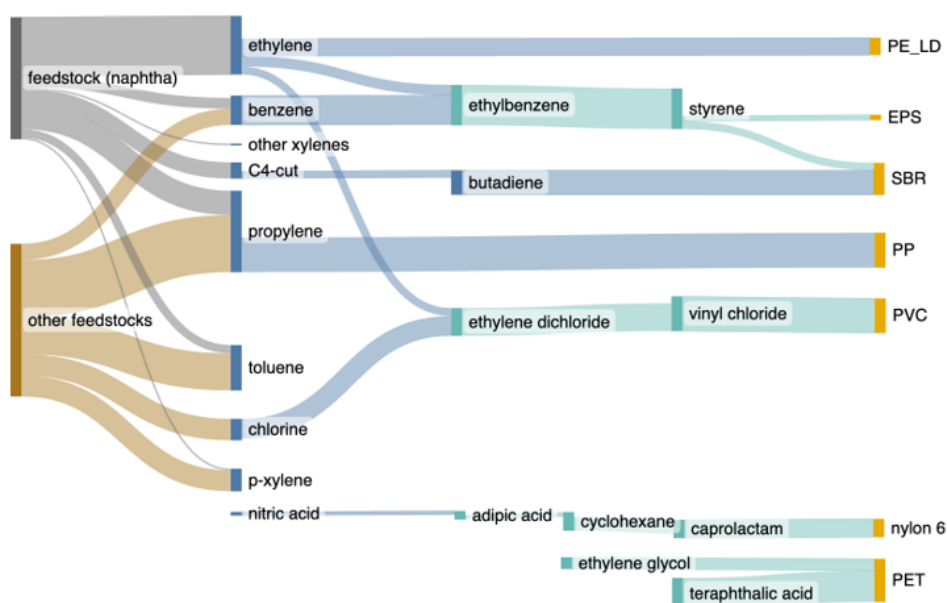 feedstock (naphtha)
other feedstocks
ethylene
benzene
other xylenes
C4-cut
propylene
toluene
chlorine
p-xylene
nitric acid
ethylbenzene
butadiene
ethylene dichloride
adipic acid
cyclohexane
ethylene glycol
styrene
vinyl chloride
caprolactam
teraphthalic acid
PE_LD
EPS
SBR
PP
PVC
nylon 6
PET